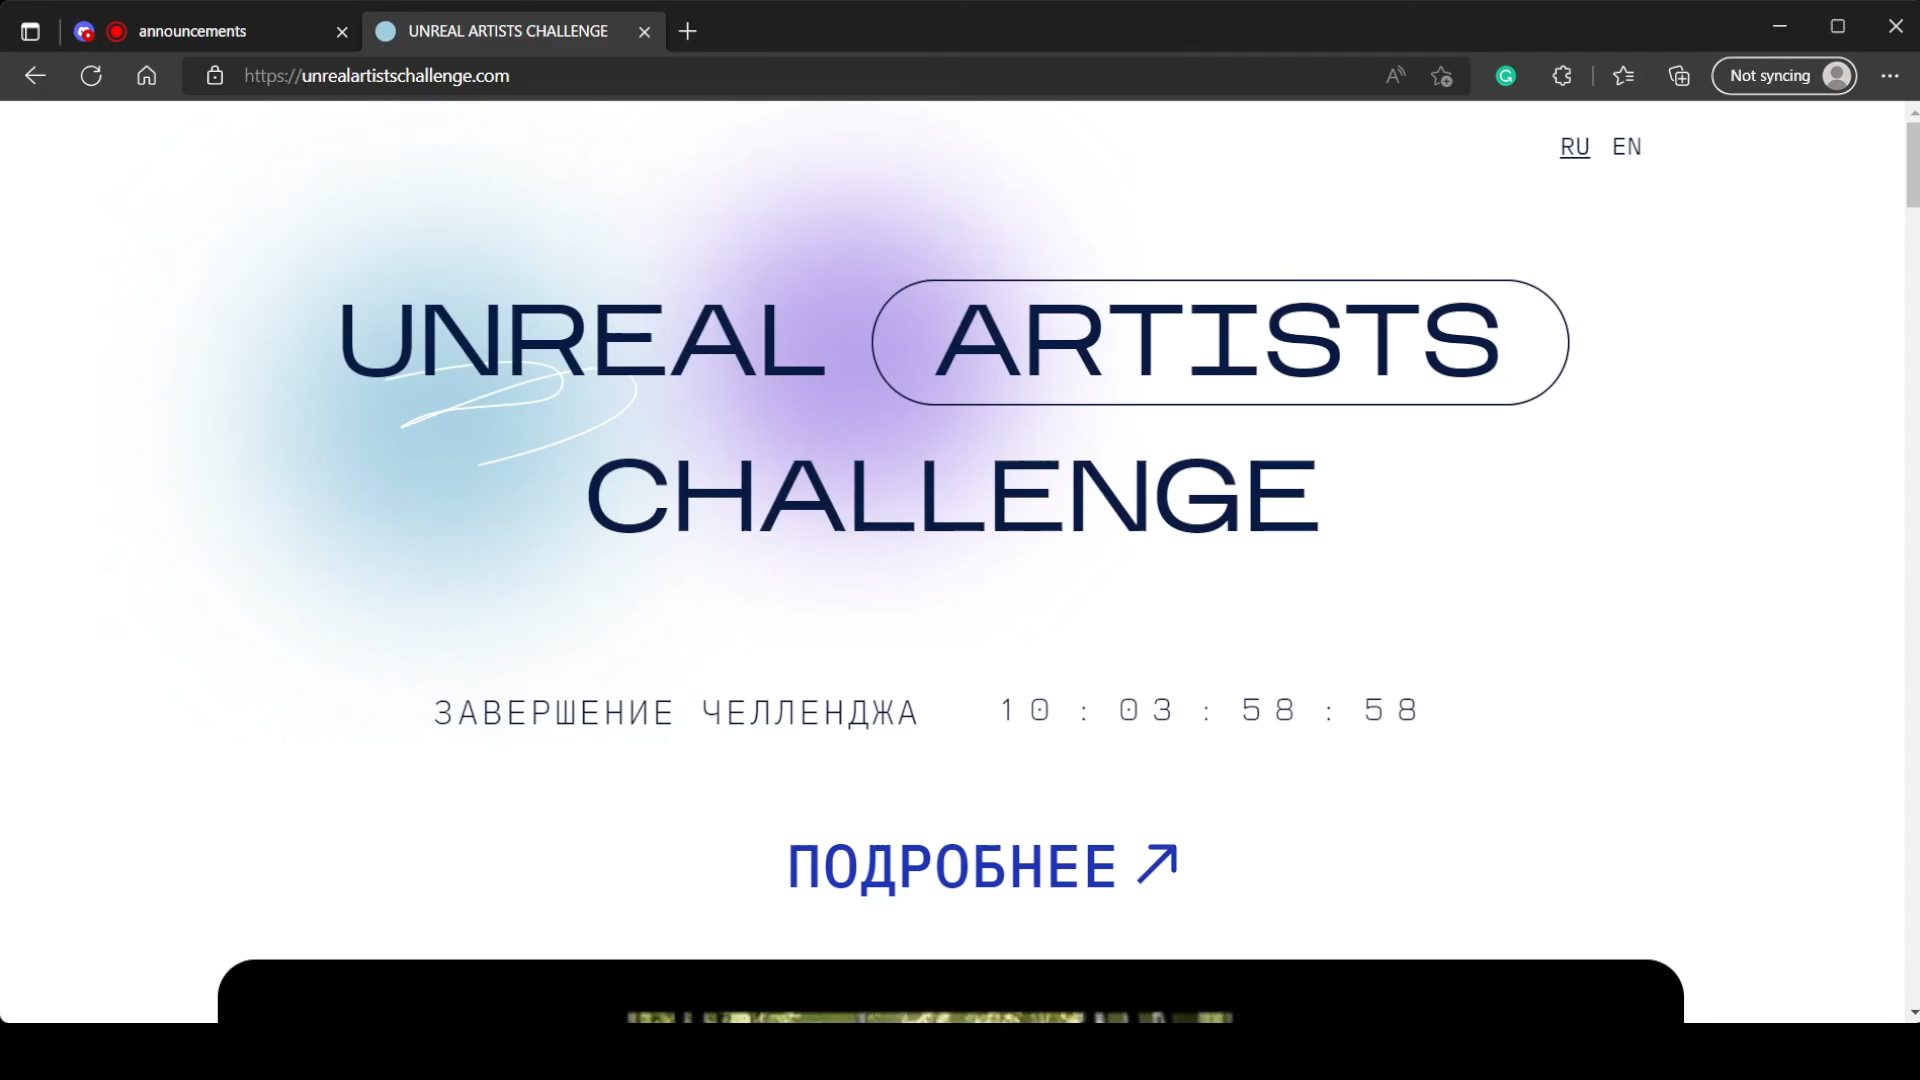 announcements
UNREAL ARTISTS CHALLENGE
https://unrealartistschallenge.com
Not syncing
RU EN
UNREAL ARTISTS
CHALLENGE
ЗАВЕРШЕНИЕ ЧЕЛЛЕНДЖА 10 : 03 : 58 : 58
ПОДРОБНЕЕ